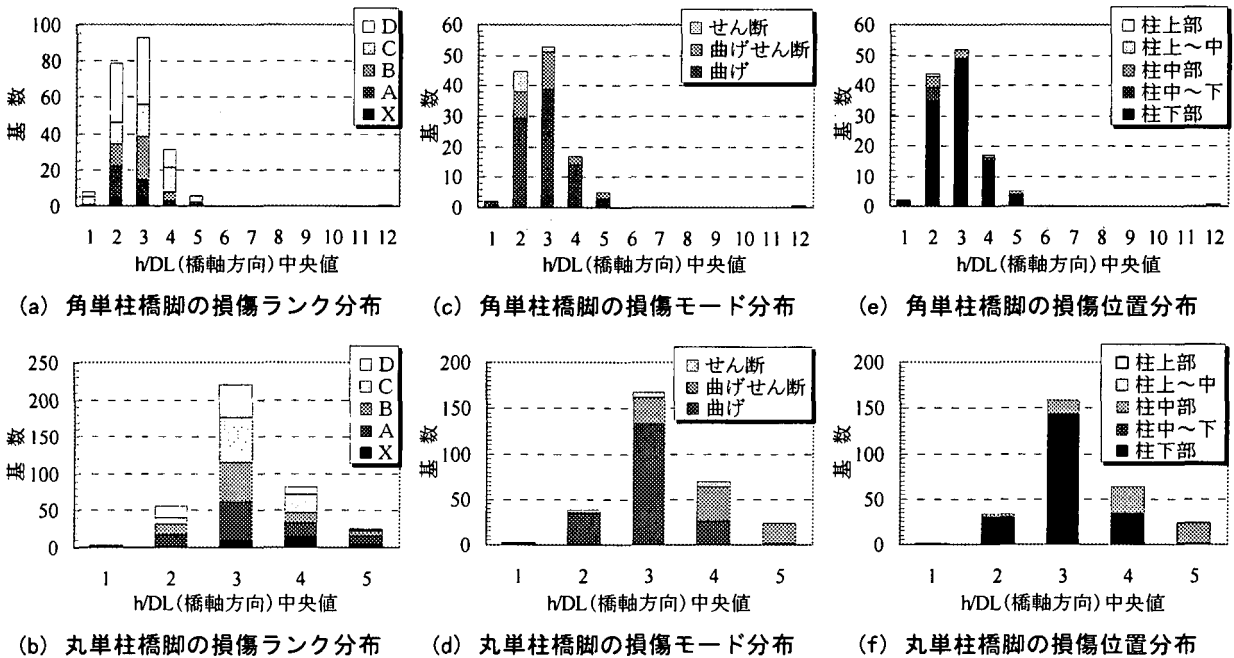 100
80
60
40
20
0
基数
D
C
B
A
X
1 2 3 4 5 6 7 8 9 10 11 12
h/DL(橋軸方向)中央値
(a) 角単柱橋脚の損傷ランク分布
60
50
40
30
20
10
0
基数
せん断
曲げせん断
曲げ
1 2 3 4 5 6 7 8 9 10 11 12
h/DL(橋軸方向)中央値
(c) 角単柱橋脚の損傷モード分布
60
50
40
30
20
10
0
基数
柱上部
柱上～中
柱中部
柱中～下
柱下部
1 2 3 4 5 6 7 8 9 10 11 12
h/DL(橋軸方向)中央値
(e) 角単柱橋脚の損傷位置分布
250
200
150
100
50
0
基数
D
C
B
A
X
1 2 3 4 5
h/DL(橋軸方向)中央値
(b) 丸単柱橋脚の損傷ランク分布
200
150
100
50
0
基数
せん断
曲げせん断
曲げ
1 2 3 4 5
h/DL(橋軸方向)中央値
(d) 丸単柱橋脚の損傷モード分布
200
150
100
50
0
基数
柱上部
柱上～中
柱中部
柱中～下
柱下部
1 2 3 4 5
h/DL(橋軸方向)中央値
(f) 丸単柱橋脚の損傷位置分布